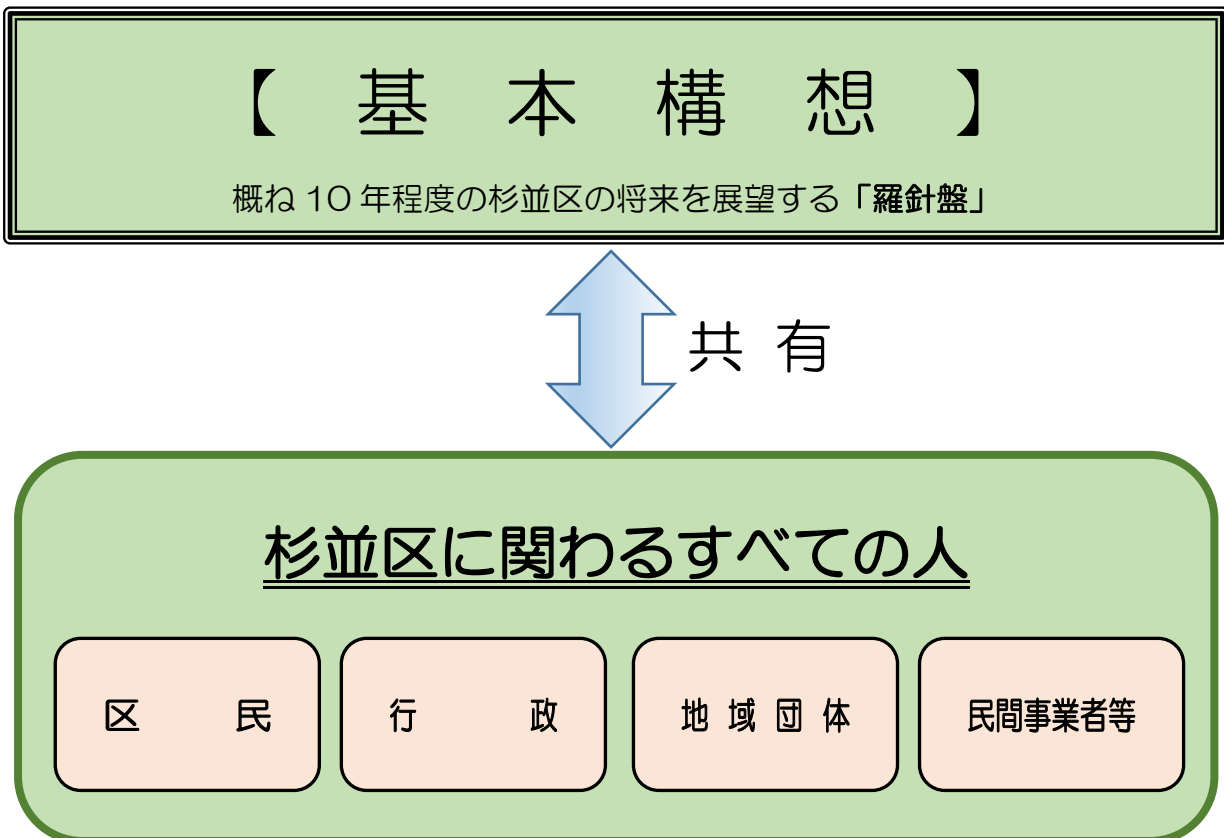 【 基 本 構 想 】
概ね 10 年程度の杉並区の将来を展望する「羅針盤」
共 有
杉並区に関わるすべての人
区 民
行 政
地 域 団 体
民間事業者等